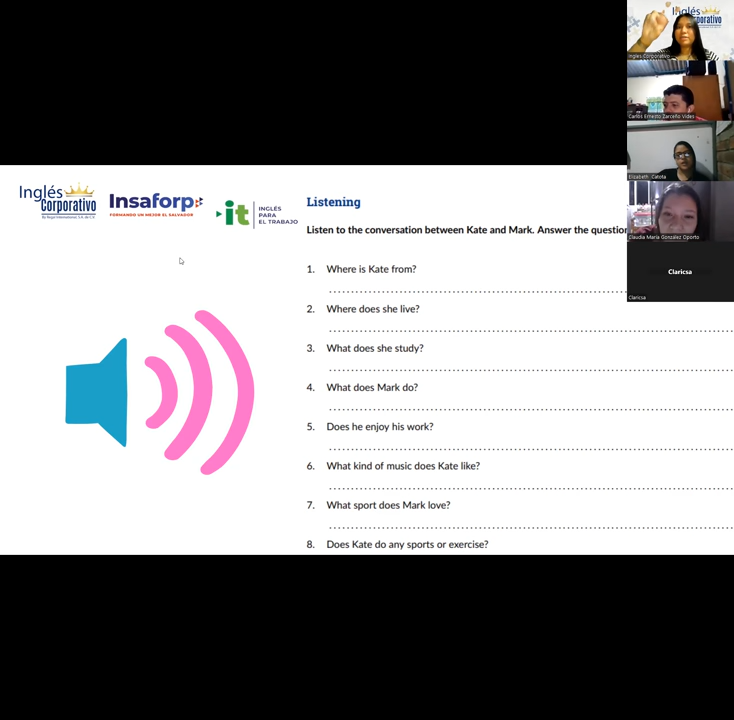 Inglés
Corporativo
By Regal International, S.A. de C.V.
Insaforp
FORMANDO UN MEJOR EL SALVADOR
it
INGLÉS
PARA
EL TRABAJO
Listening
Listen to the conversation between Kate and Mark. Answer the question
1. Where is Kate from?
2. Where does she live?
3. What does she study?
4. What does Mark do?
5. Does he enjoy his work?
6. What kind of music does Kate like?
7. What sport does Mark love?
8. Does Kate do any sports or exercise?
Inglés
Corporativo
Inglés Corporativo
Carlos Ernesto Zarceño Vides
Elizabeth .Catota
Claudia María González Oporto
Claricsa
Claricsa